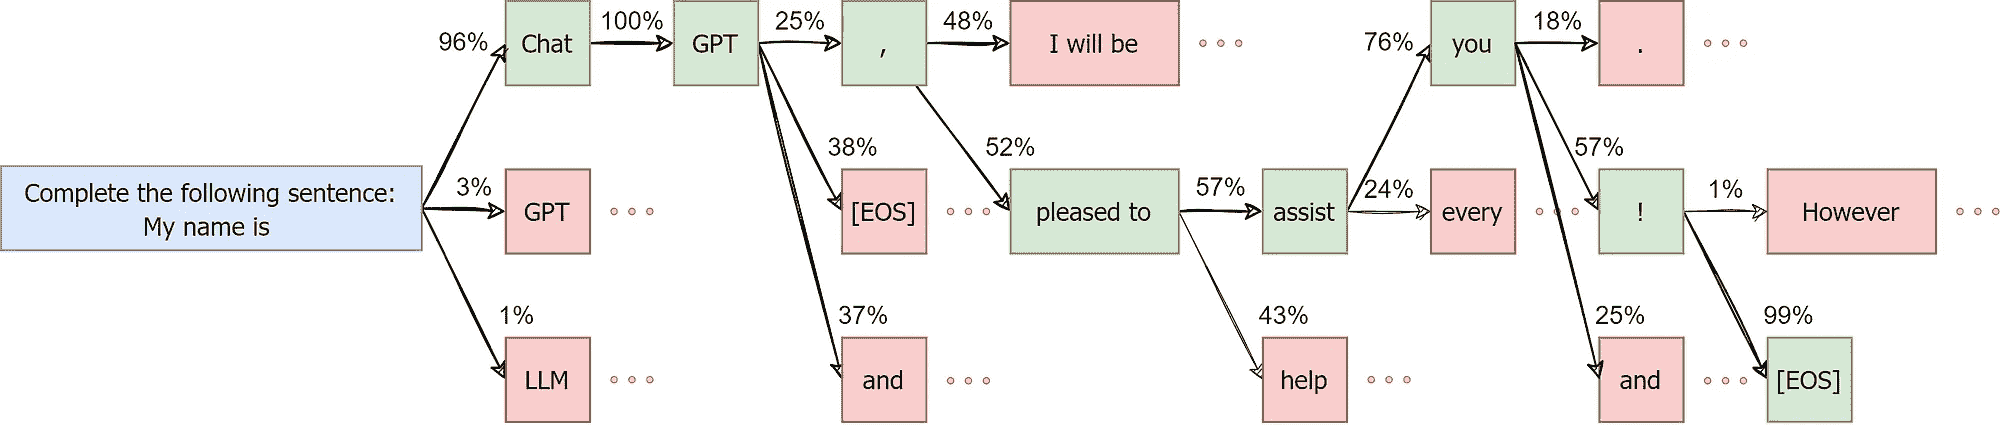 96%
Chat
100%
GPT
25%
,
48%
I will be
76%
you
18%
.
Complete the following sentence:
My name is
3%
GPT
38%
[EOS]
52%
pleased to
57%
assist
24%
every
57%
!
1%
However
1%
LLM
37%
and
43%
help
25%
and
99%
[EOS]